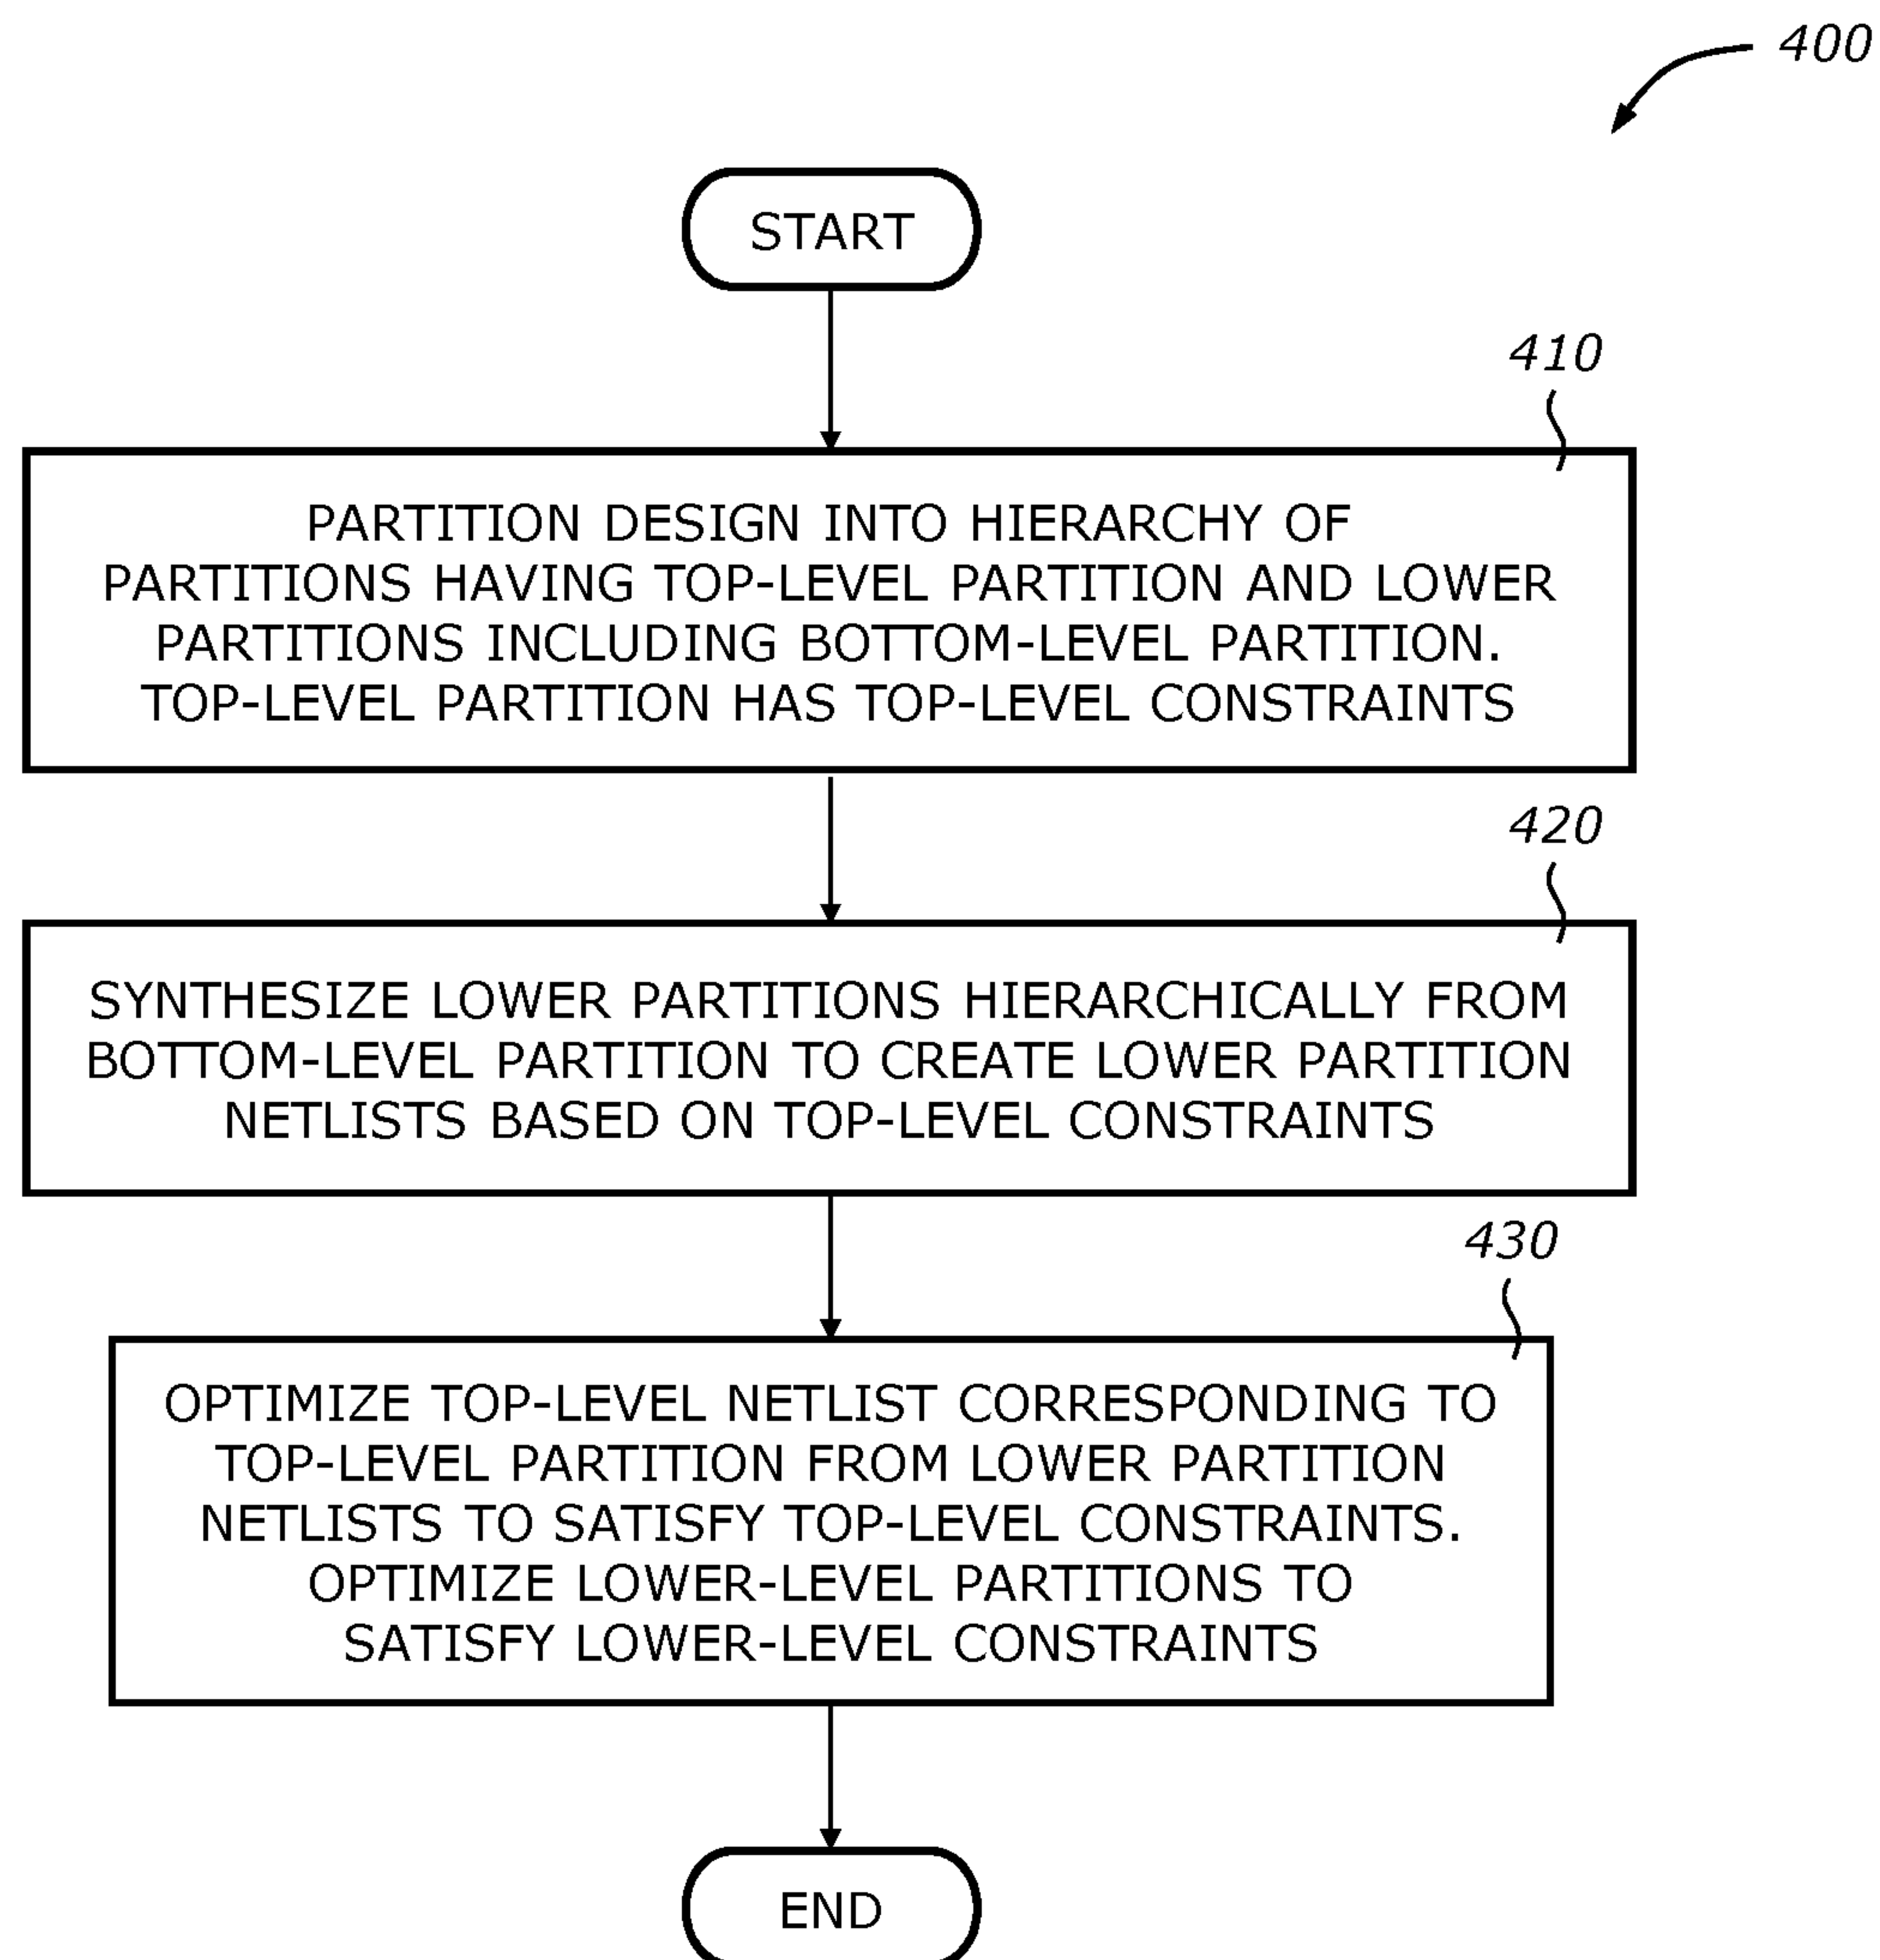 400
START
410
PARTITION DESIGN INTO HIERARCHY OF
PARTITIONS HAVING TOP-LEVEL PARTITION AND LOWER
PARTITIONS INCLUDING BOTTOM-LEVEL PARTITION.
TOP-LEVEL PARTITION HAS TOP-LEVEL CONSTRAINTS
420
SYNTHESIZE LOWER PARTITIONS HIERARCHICALLY FROM
BOTTOM-LEVEL PARTITION TO CREATE LOWER PARTITION
NETLISTS BASED ON TOP-LEVEL CONSTRAINTS
430
OPTIMIZE TOP-LEVEL NETLIST CORRESPONDING TO
TOP-LEVEL PARTITION FROM LOWER PARTITION
NETLISTS TO SATISFY TOP-LEVEL CONSTRAINTS.
OPTIMIZE LOWER-LEVEL PARTITIONS TO
SATISFY LOWER-LEVEL CONSTRAINTS
END